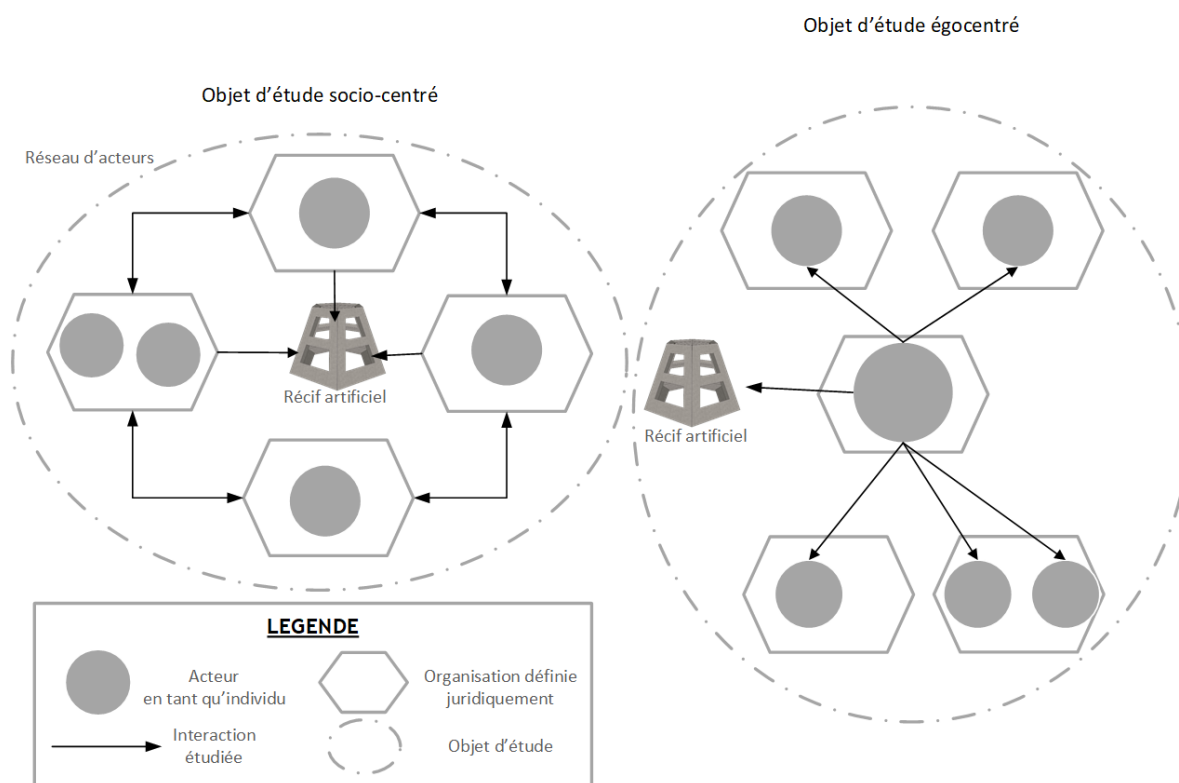 Objet d'étude égocentré
Objet d'étude socio-centré
Réseau d'acteurs
Récif artificiel
Récif artificiel
LEGENDE
Acteur
en tant qu'individu
Organisation définie
juridiquement
Interaction
étudiée
Objet d'étude